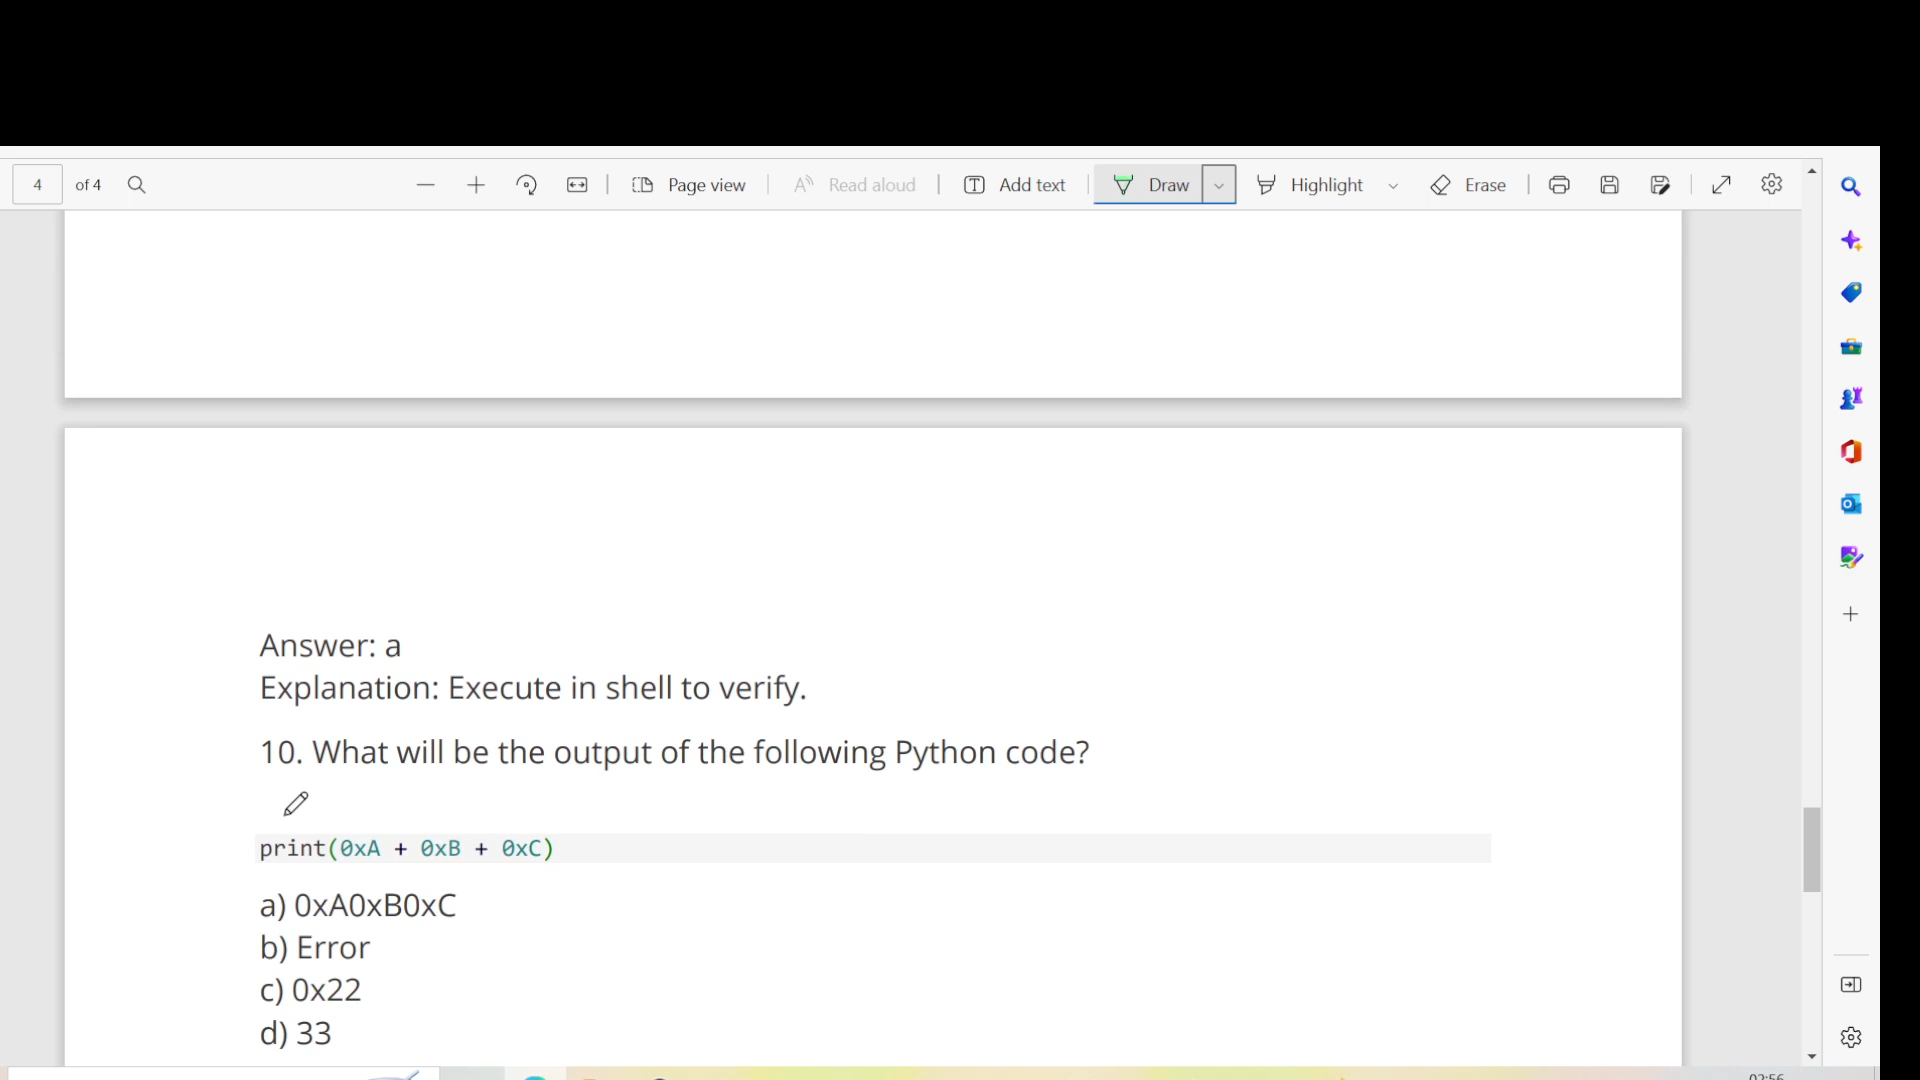 4 of 4 Page view Read aloud Add text Draw Highlight Erase
Answer: a
Explanation: Execute in shell to verify.
10. What will be the output of the following Python code?
print(0xA + 0xB + 0xC)
a) 0xA0xB0xC
b) Error
c) 0x22
d) 33